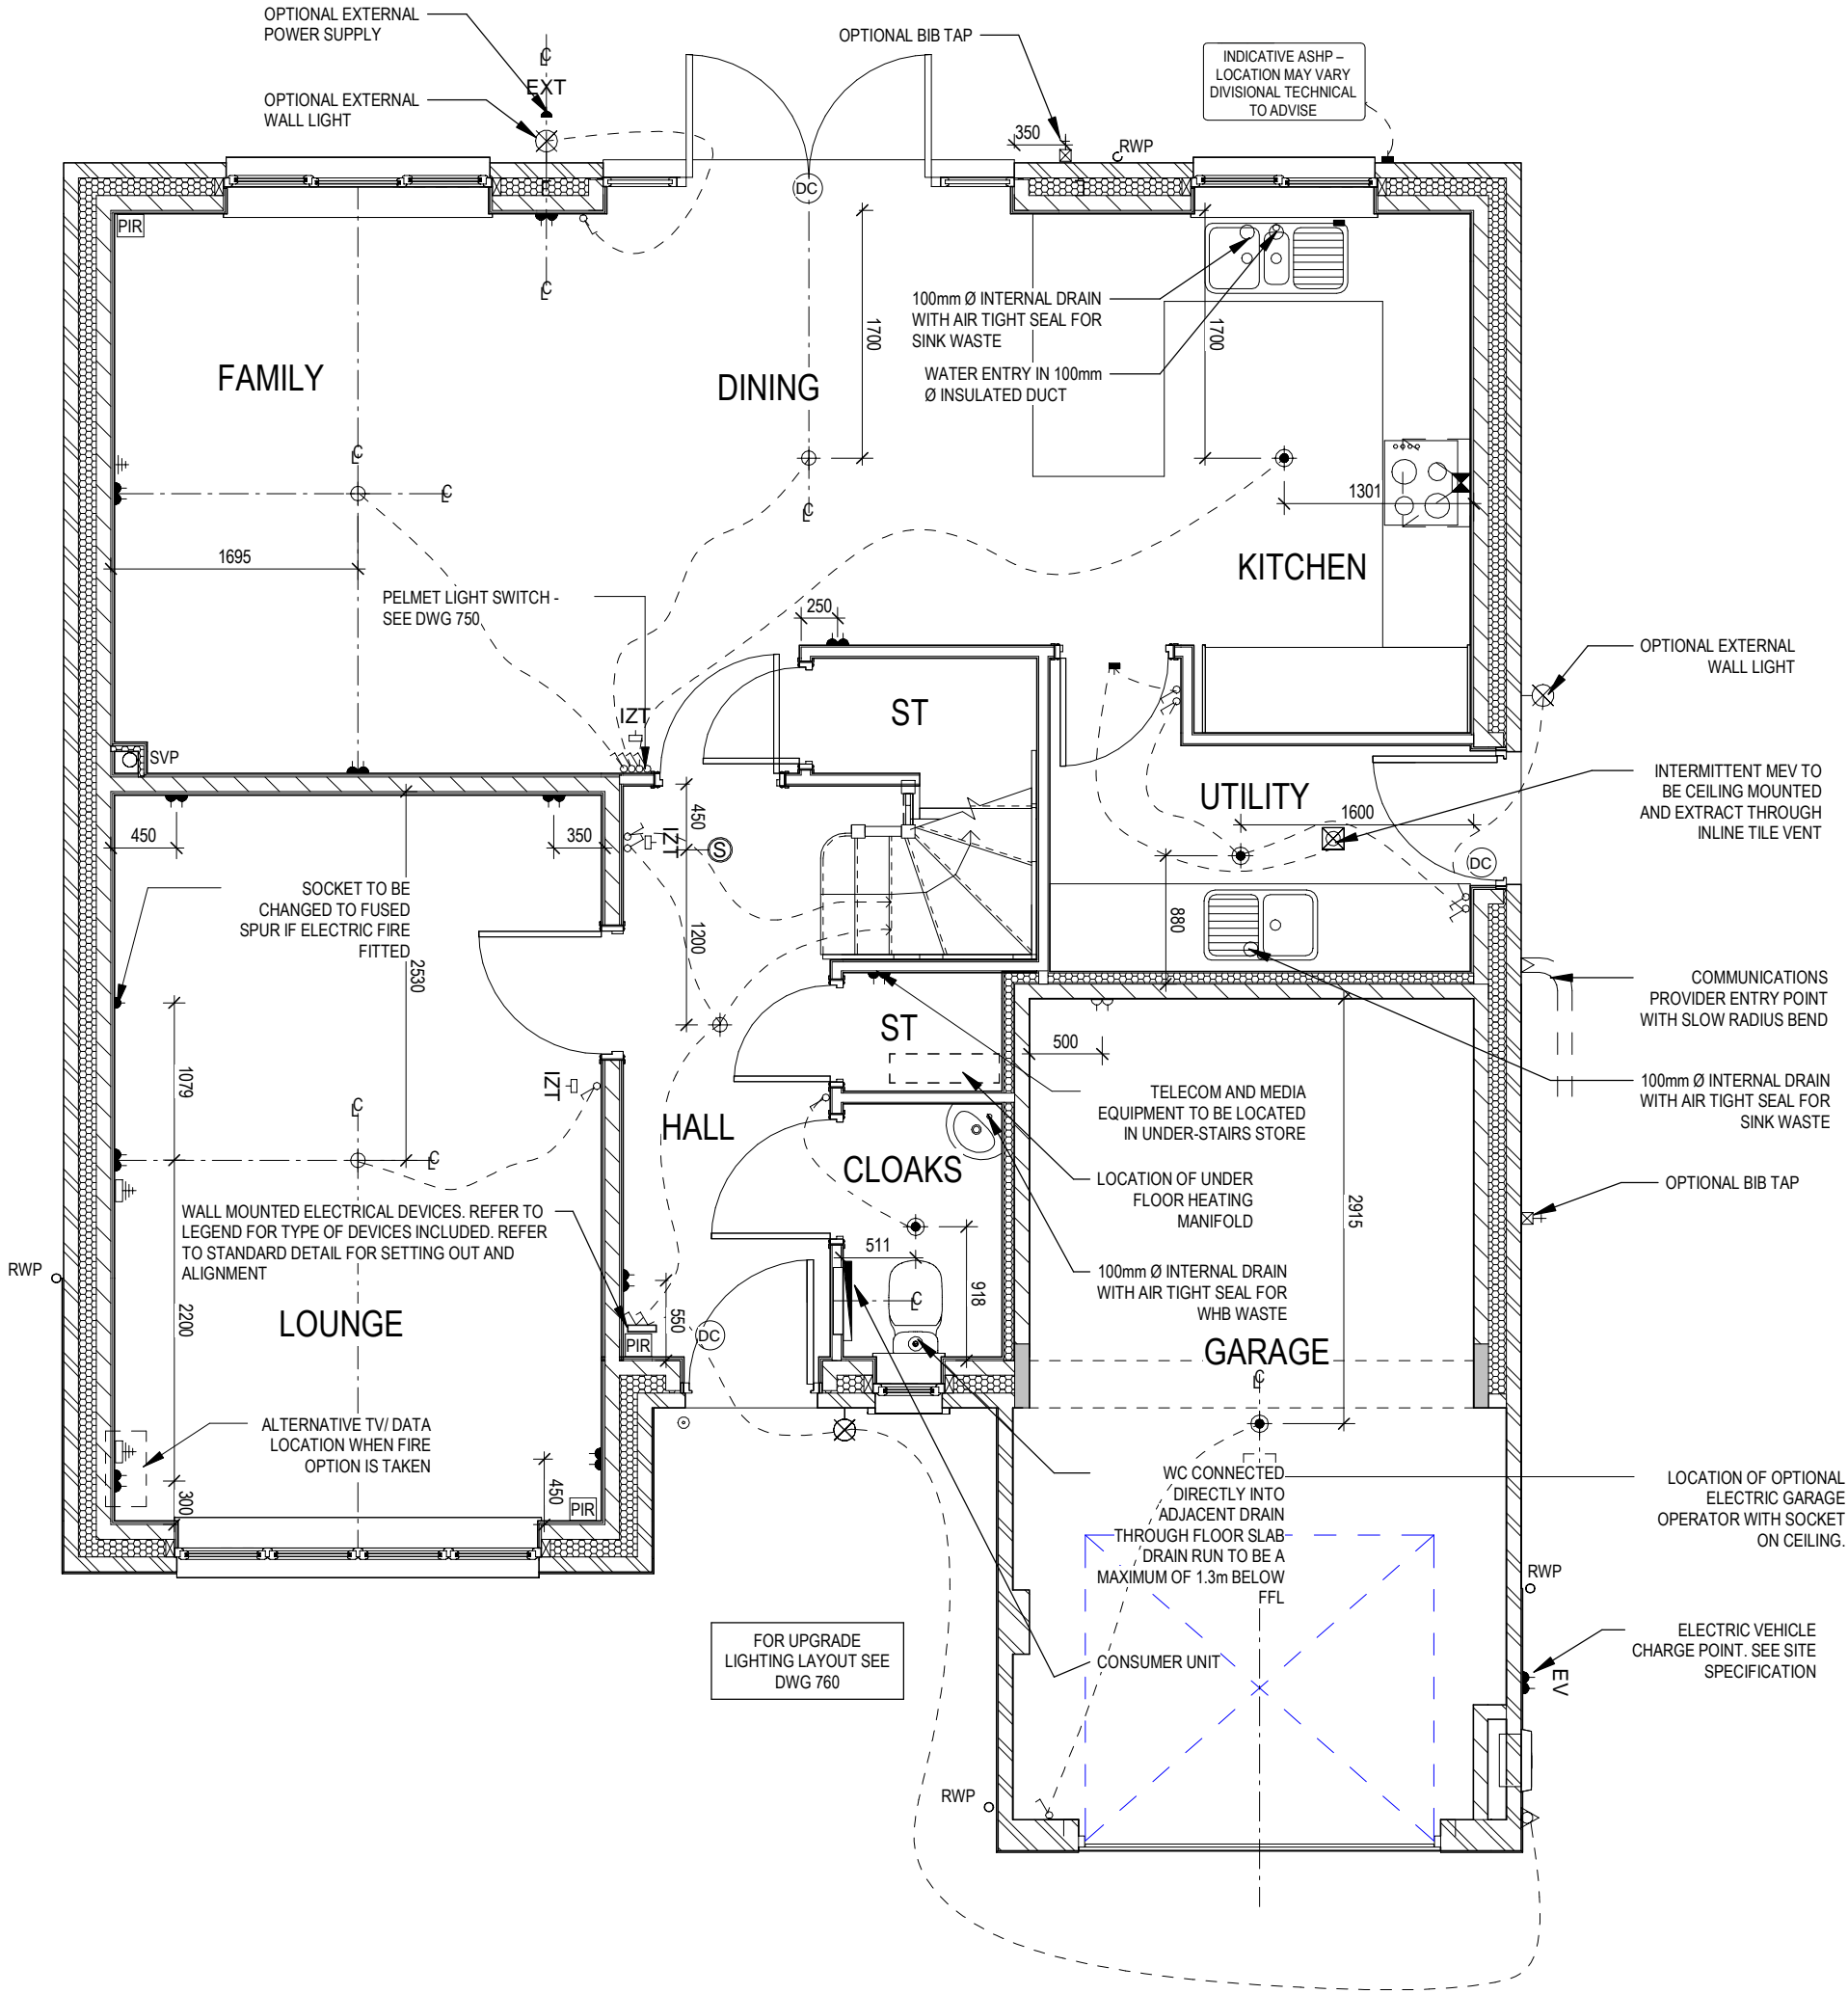 OPTIONAL EXTERNAL
POWER SUPPLY
OPTIONAL EXTERNAL
WALL LIGHT
EXT
OPTIONAL BIB TAP
350
RWP
INDICATIVE ASHP –
LOCATION MAY VARY
DIVISIONAL TECHNICAL
TO ADVISE
DC
PIR
FAMILY
DINING
1700
100mm Ø INTERNAL DRAIN
WITH AIR TIGHT SEAL FOR
SINK WASTE
WATER ENTRY IN 100mm
Ø INSULATED DUCT
1700
1301
KITCHEN
1695
PELMET LIGHT SWITCH -
SEE DWG 750
250
IZT
SVP
ST
OPTIONAL EXTERNAL
WALL LIGHT
UTILITY
1600
INTERMITTENT MEV TO
BE CEILING MOUNTED
AND EXTRACT THROUGH
INLINE TILE VENT
DC
880
450
350
450
IZT
S
1200
SOCKET TO BE
CHANGED TO FUSED
SPUR IF ELECTRIC FIRE
FITTED
2530
1079
IZT
HALL
ST
500
COMMUNICATIONS
PROVIDER ENTRY POINT
WITH SLOW RADIUS BEND
TELECOM AND MEDIA
EQUIPMENT TO BE LOCATED
IN UNDER-STAIRS STORE
100mm Ø INTERNAL DRAIN
WITH AIR TIGHT SEAL FOR
SINK WASTE
CLOAKS
LOCATION OF UNDER
FLOOR HEATING
MANIFOLD
2915
OPTIONAL BIB TAP
WALL MOUNTED ELECTRICAL DEVICES. REFER TO
LEGEND FOR TYPE OF DEVICES INCLUDED. REFER
TO STANDARD DETAIL FOR SETTING OUT AND
ALIGNMENT
RWP
511
918
100mm Ø INTERNAL DRAIN
WITH AIR TIGHT SEAL FOR
WHB WASTE
2200
LOUNGE
550
PIR
DC
GARAGE
ALTERNATIVE TV/ DATA
LOCATION WHEN FIRE
OPTION IS TAKEN
300
450
PIR
WC CONNECTED
DIRECTLY INTO
ADJACENT DRAIN
THROUGH FLOOR SLAB
DRAIN RUN TO BE A
MAXIMUM OF 1.3m BELOW
FFL
LOCATION OF OPTIONAL
ELECTRIC GARAGE
OPERATOR WITH SOCKET
ON CEILING.
RWP
FOR UPGRADE
LIGHTING LAYOUT SEE
DWG 760
CONSUMER UNIT
ELECTRIC VEHICLE
CHARGE POINT. SEE SITE
SPECIFICATION
EV
RWP